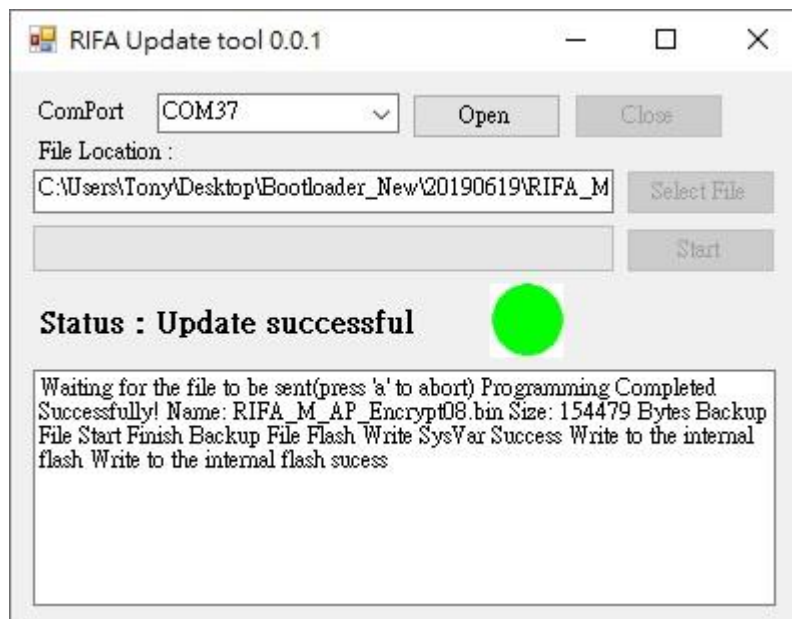 RIFA Update tool 0.0.1
ComPort COM37 Open Close
File Location :
C:\Users\Tony\Desktop\Bootloader_New\20190619\RIFA_M Select File
Start
Status : Update successful
Waiting for the file to be sent(press 'a' to abort) Programming Completed
Successfully! Name: RIFA_M_AP_Encrypt08.bin Size: 154479 Bytes Backup
File Start Finish Backup File Flash Write SysVar Success Write to the internal
flash Write to the internal flash sucess